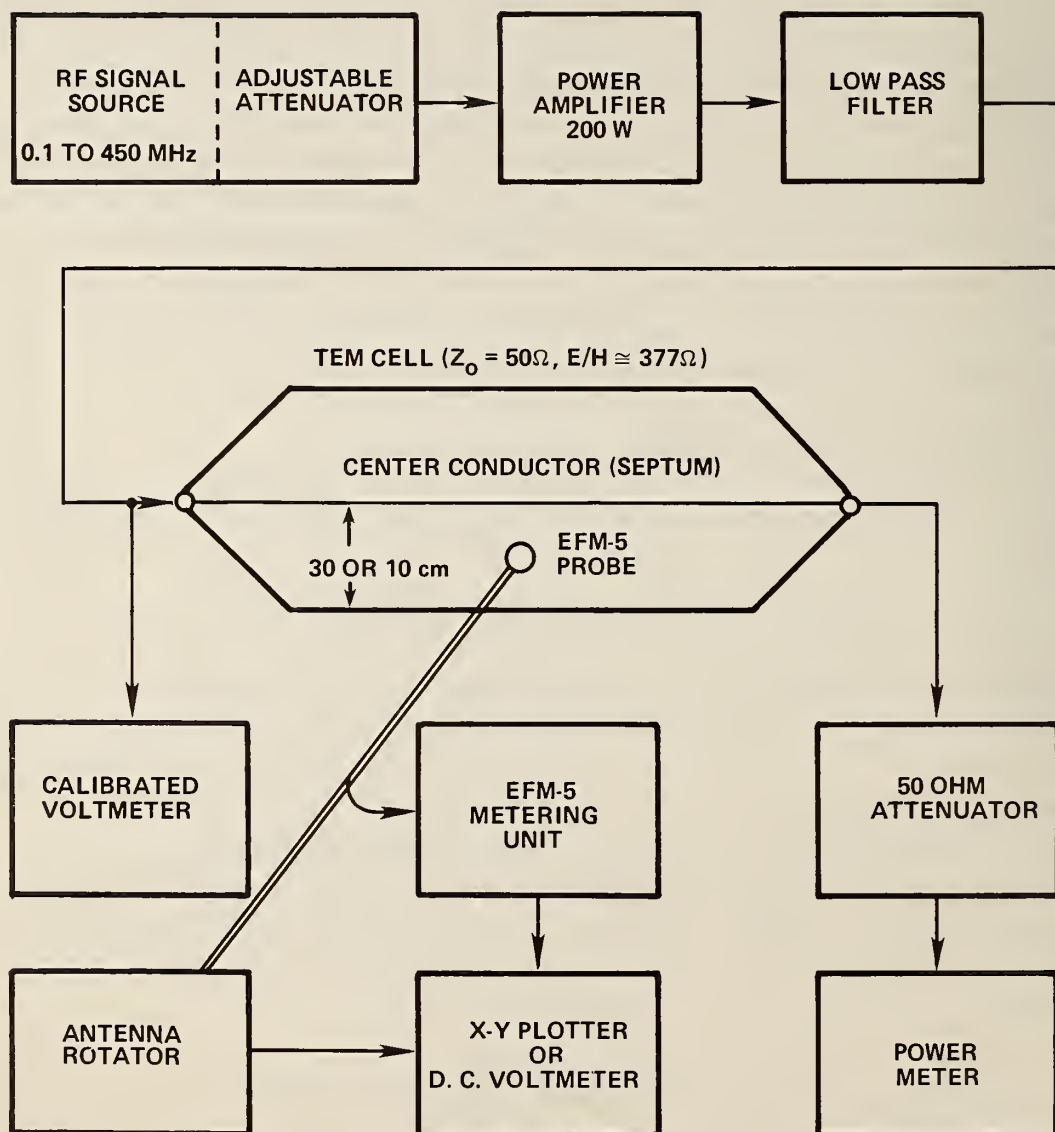 RF SIGNAL
SOURCE
0.1 TO 450 MHz
ADJUSTABLE
ATTENUATOR
POWER
AMPLIFIER
200 W
LOW PASS
FILTER
TEM CELL (Z₀ = 50Ω, E/H ≅ 377Ω)
CENTER CONDUCTOR (SEPTUM)
30 OR 10 cm
EFM-5
PROBE
CALIBRATED
VOLTMETER
EFM-5
METERING
UNIT
50 OHM
ATTENUATOR
ANTENNA
ROTATOR
X-Y PLOTTER
OR
D. C. VOLTMETER
POWER
METER